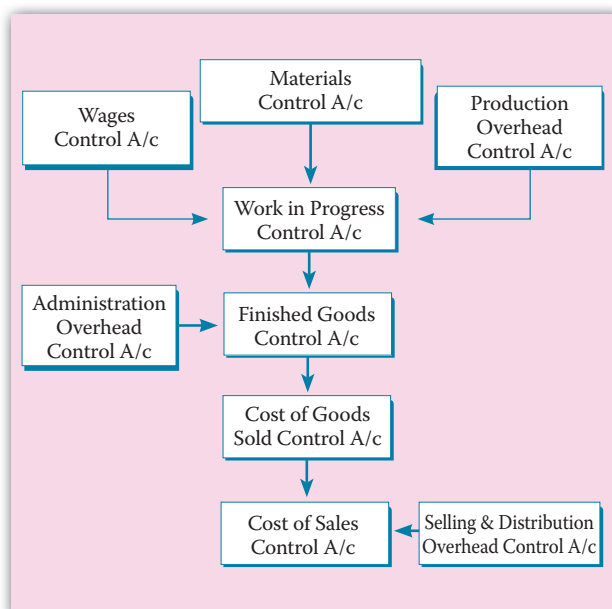 Materials
Control A/c
Wages
Control A/c
Production
Overhead
Control A/c
Work in Progress
Control A/c
Administration
Overhead
Control A/c
Finished Goods
Control A/c
Cost of Goods
Sold Control A/c
Cost of Sales
Control A/c
Selling & Distribution
Overhead Control A/c